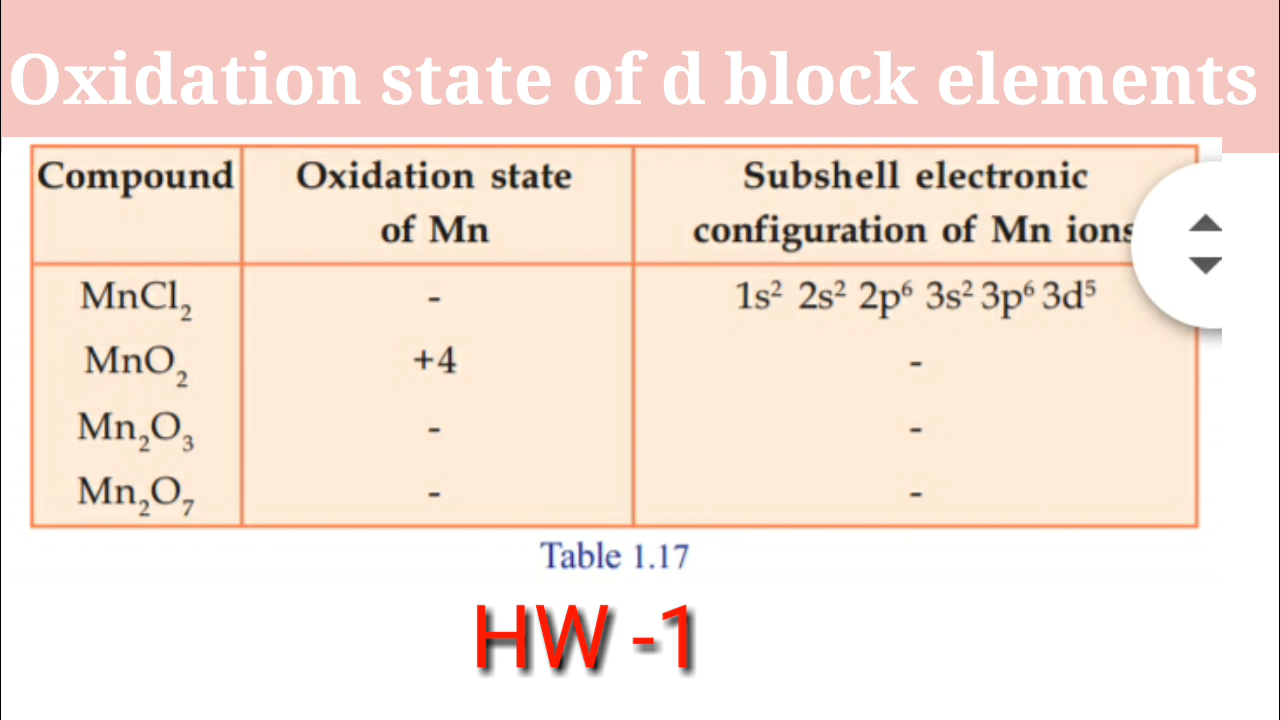 Oxidation state of d block elements
Compound Oxidation state Subshell electronic
of Mn configuration of Mn ions
MnCl₂ - 1s² 2s² 2p⁶ 3s² 3p⁶ 3d⁵
MnO₂ +4 -
Mn₂O₃ - -
Mn₂O₇ - -
Table 1.17
HW -1